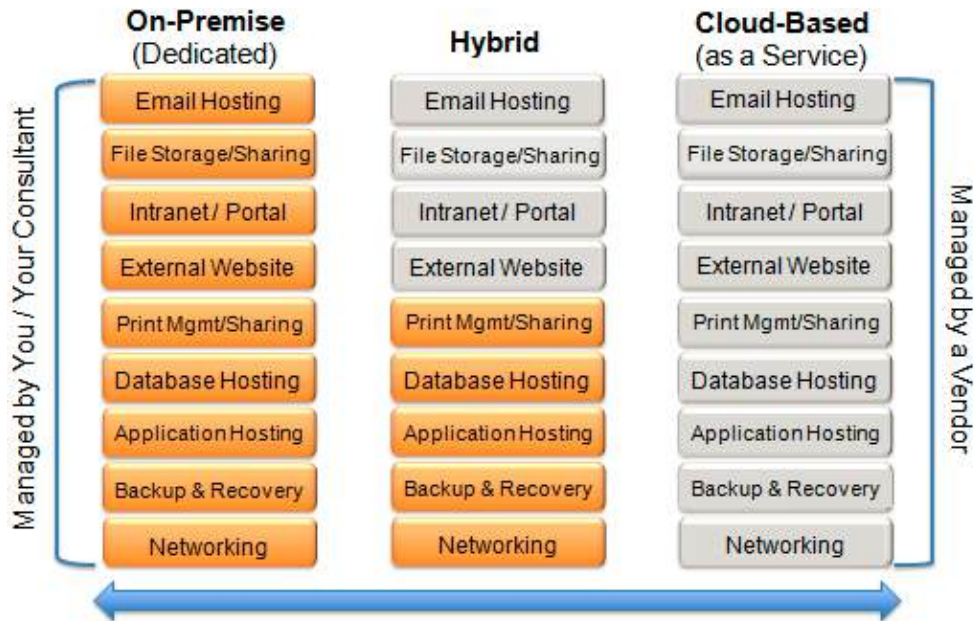 On-Premise
(Dedicated)
Hybrid
Cloud-Based
(as a Service)
Managed by You / Your Consultant
Email Hosting
File Storage/Sharing
Intranet / Portal
External Website
Print Mgmt/Sharing
Database Hosting
Application Hosting
Backup & Recovery
Networking
Email Hosting
File Storage/Sharing
Intranet / Portal
External Website
Print Mgmt/Sharing
Database Hosting
Application Hosting
Backup & Recovery
Networking
Email Hosting
File Storage/Sharing
Intranet / Portal
External Website
Print Mgmt/Sharing
Database Hosting
Application Hosting
Backup & Recovery
Networking
Managed by a Vendor